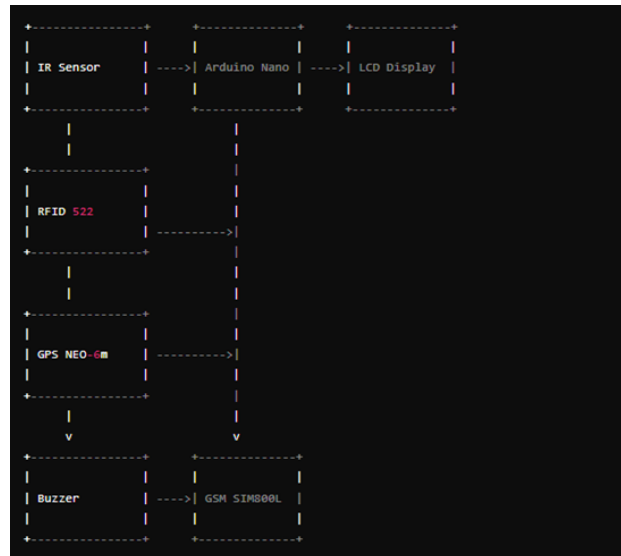 IR Sensor ---->| Arduino Nano | ---->| LCD Display
RFID 522
GPS NEO-6m
v v
Buzzer ---->| GSM SIM800L